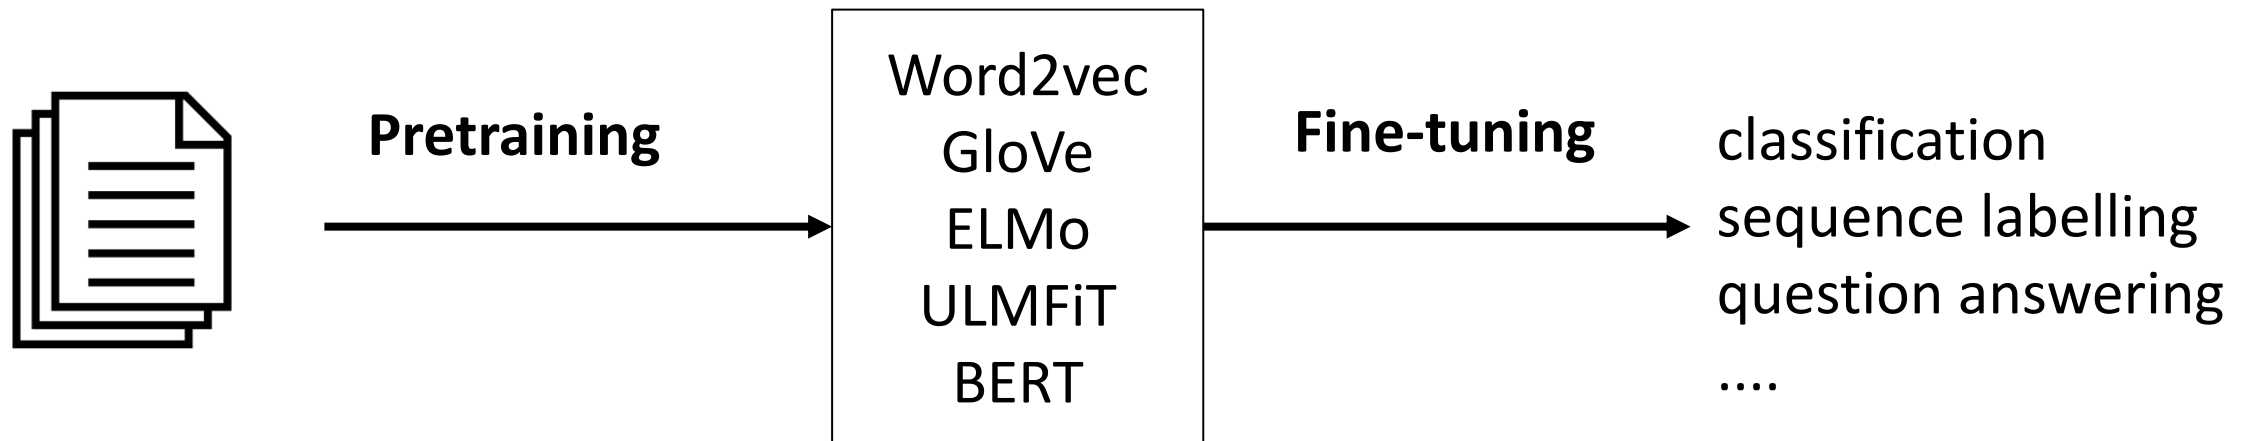 Pretraining
Word2vec
GloVe
ELMo
ULMFiT
BERT
Fine-tuning
classification
sequence labelling
question answering
....